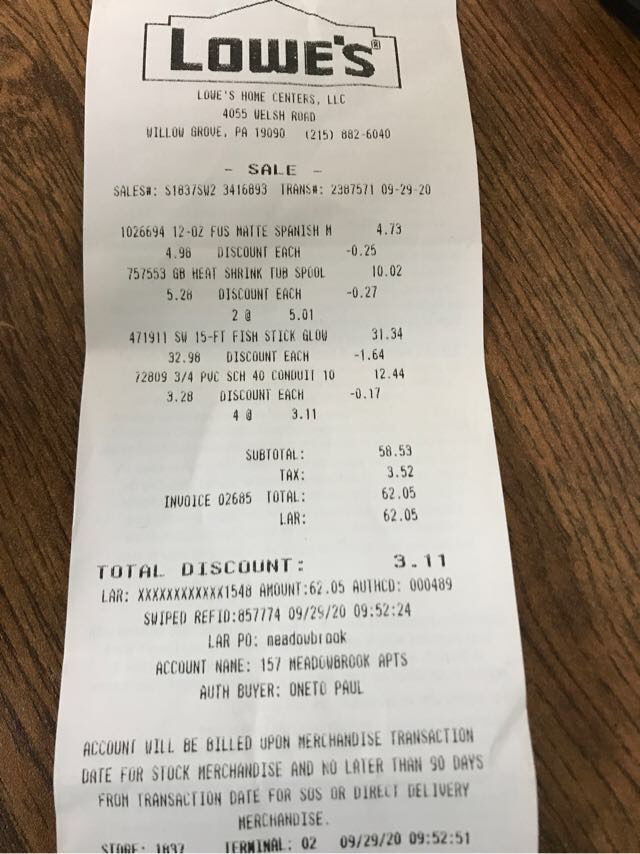 LOWE'S®
LOWE'S HOME CENTERS, LLC
4055 WELSH ROAD
WILLOW GROVE, PA 19090 (215) 882-6040
- SALE -
SALES#: S1837SW2 3416893 TRANS#: 2387571 09-29-20
1026694 12-OZ FUS MATTE SPANISH M 4.73
4.98 DISCOUNT EACH -0.25
757553 GB HEAT SHRINK TUB SPOOL 10.02
5.28 DISCOUNT EACH -0.27
2 @ 5.01
471911 SW 15-FT FISH STICK GLOW 31.34
32.98 DISCOUNT EACH -1.64
72809 3/4 PVC SCH 40 CONDUIT 10 12.44
3.28 DISCOUNT EACH -0.17
4 @ 3.11
SUBTOTAL: 58.53
TAX: 3.52
INVOICE 02685 TOTAL: 62.05
LAR: 62.05
TOTAL DISCOUNT: 3.11
LAR: XXXXXXXXXXXX1548 AMOUNT:62.05 AUTHCD: 000489
SWIPED REFID:857774 09/29/20 09:52:24
LAR PO: meadowbrook
ACCOUNT NAME: 157 MEADOWBROOK APTS
AUTH BUYER: ONETO PAUL
ACCOUNT WILL BE BILLED UPON MERCHANDISE TRANSACTION
DATE FOR STOCK MERCHANDISE AND NO LATER THAN 90 DAYS
FROM TRANSACTION DATE FOR SOS OR DIRECT DELIVERY
MERCHANDISE.
STORE: 1837 TERMINAL: 02 09/29/20 09:52:51